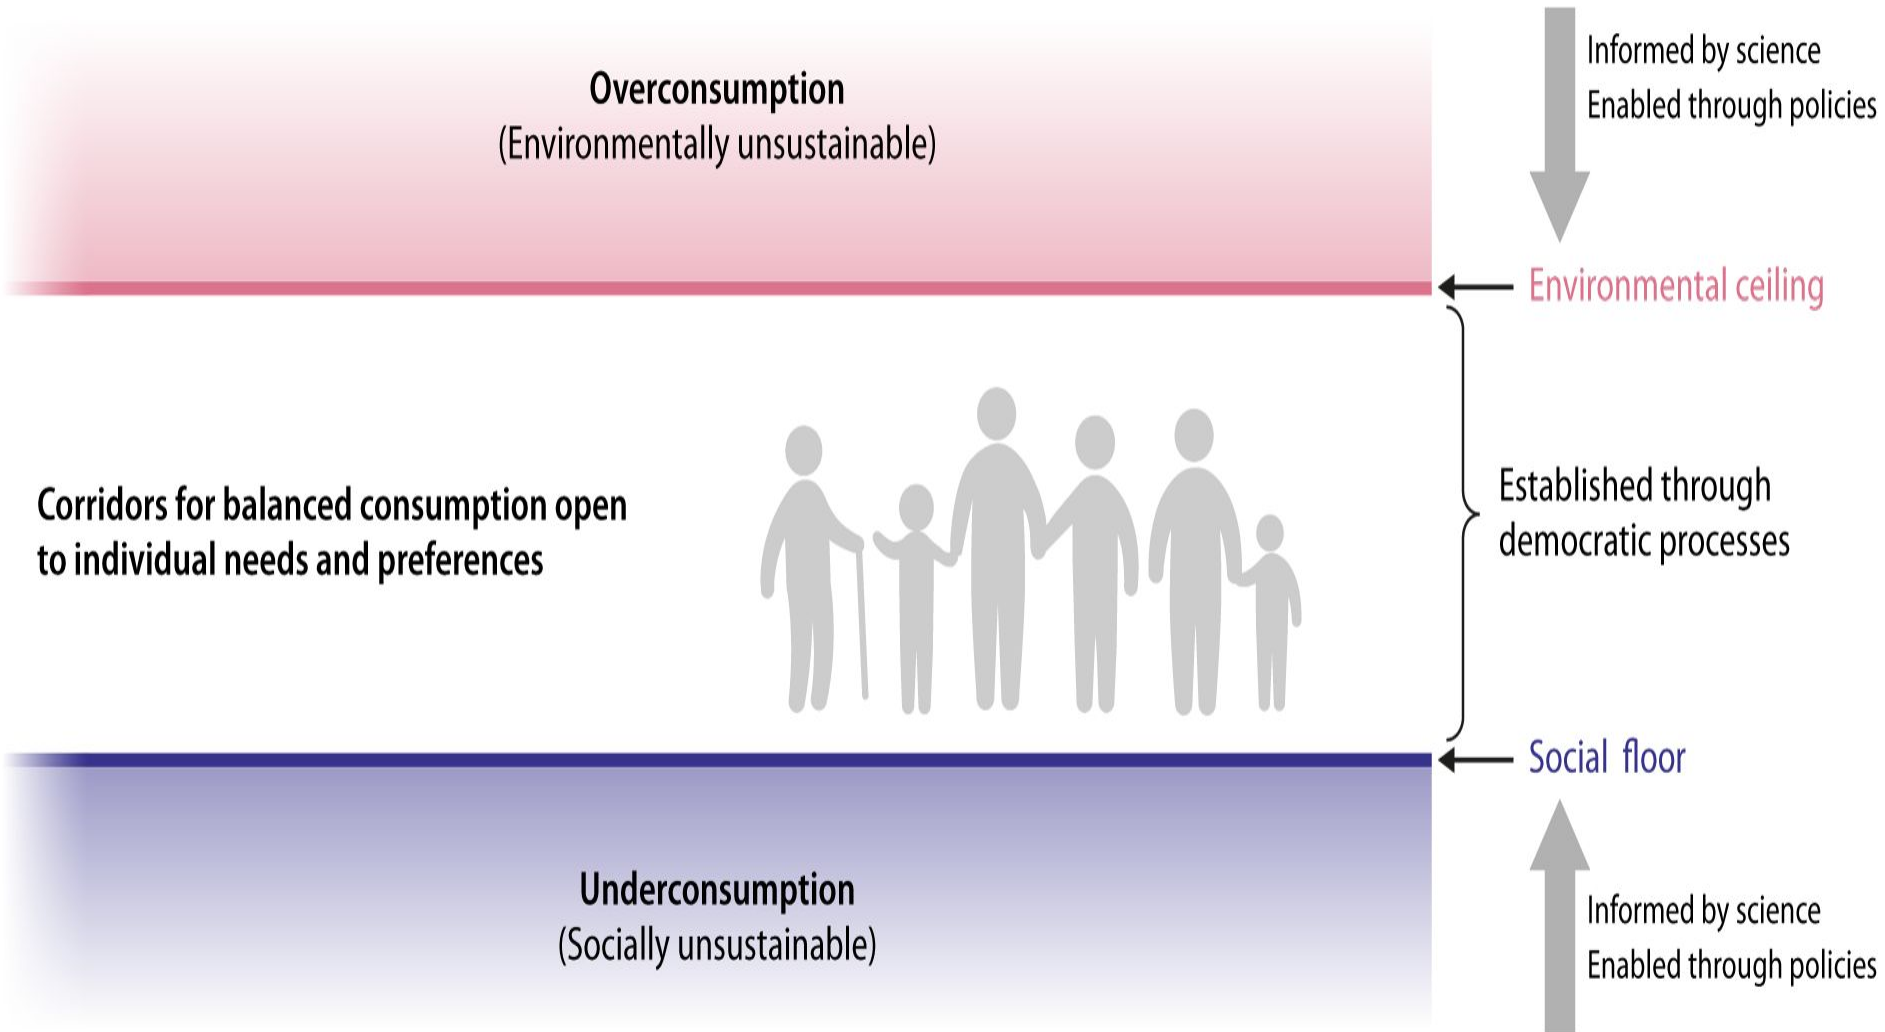 Overconsumption
(Environmentally unsustainable)
Informed by science
Enabled through policies
Environmental ceiling
Corridors for balanced consumption open
to individual needs and preferences
Established through
democratic processes
Social floor
Underconsumption
(Socially unsustainable)
Informed by science
Enabled through policies